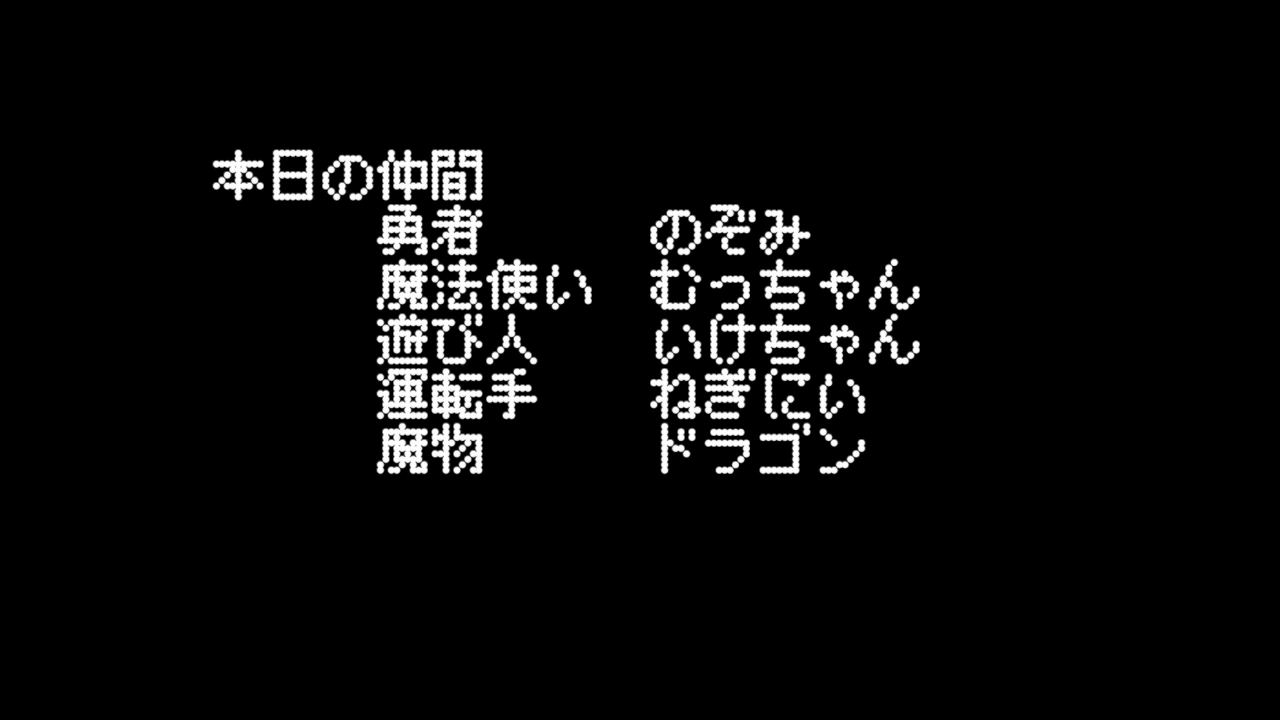 本日の仲間
勇者　のぞみ
魔法使い　むっちゃん
遊び人　いけちゃん
運転手　ねぎにい
魔物　ドラゴン